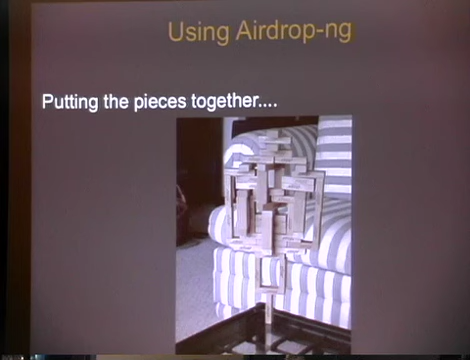 Using Airdrop-ng
Putting the pieces together....